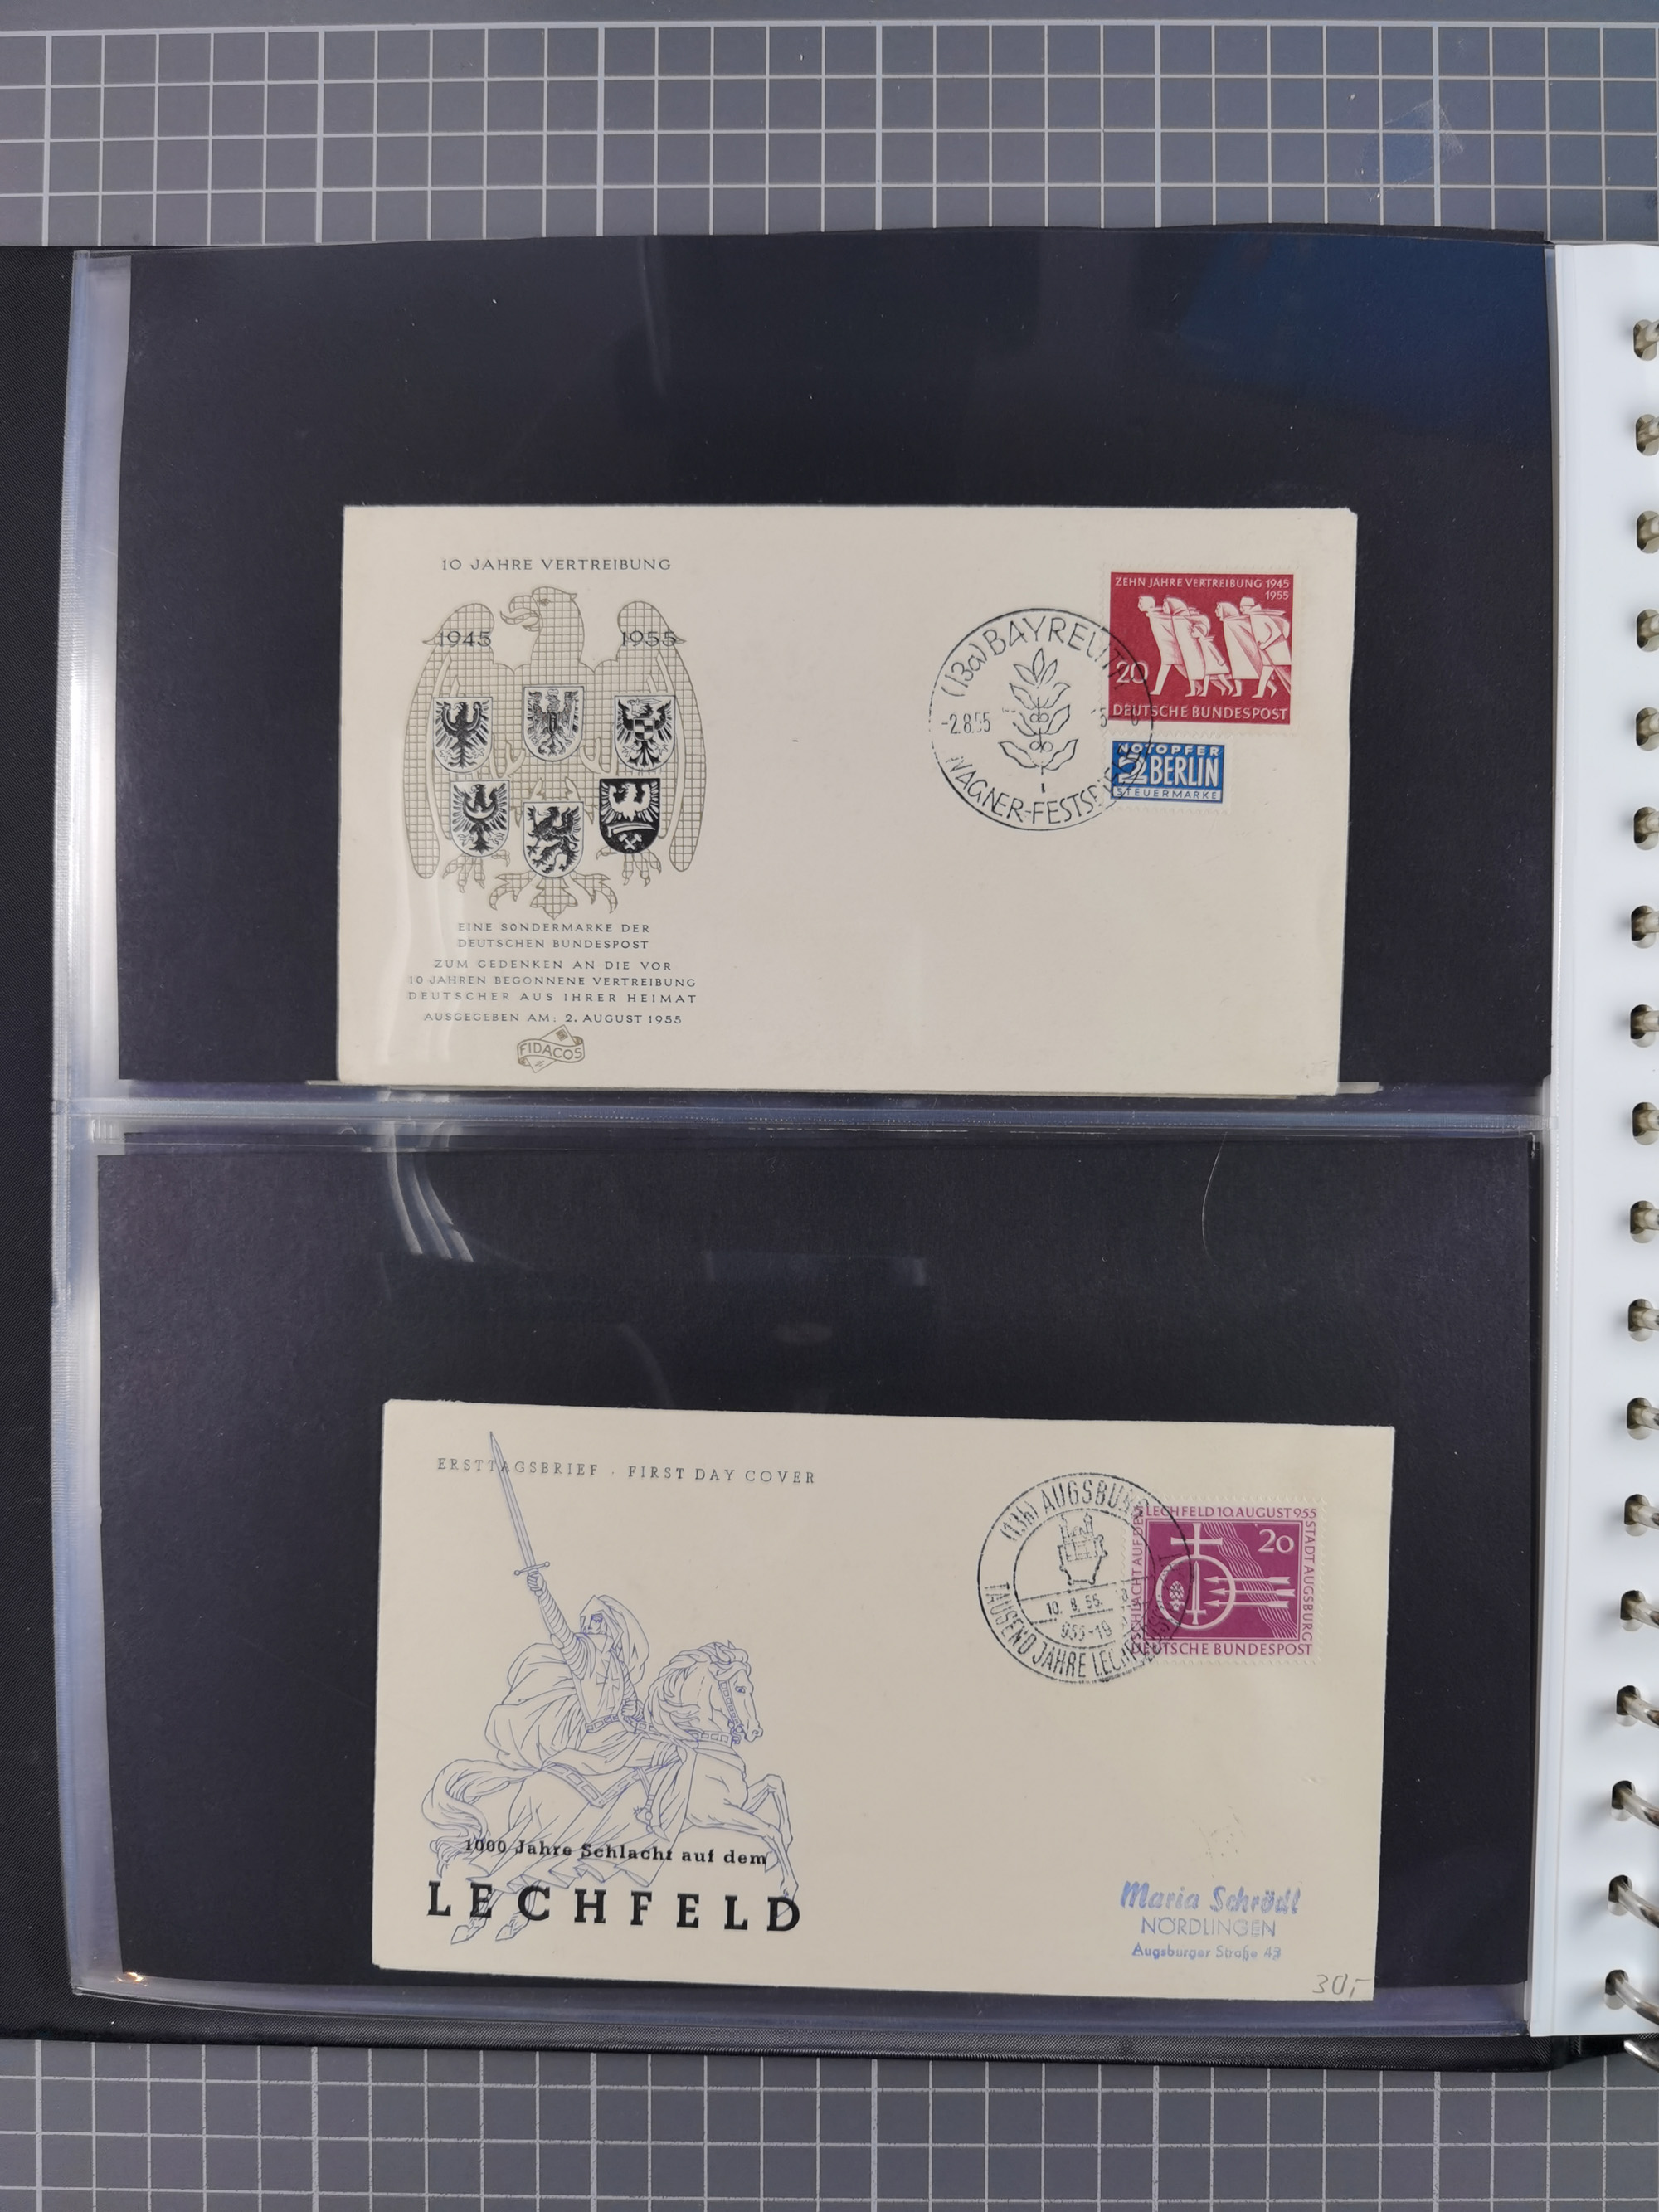 10 JAHRE VERTREIBUNG
1945 1955
EINE SONDERMARKE DER
DEUTSCHEN BUNDESPOST
ZUM GEDENKEN AN DIE VOR
10 JAHREN BEGONNENE VERTREIBUNG
DEUTSCHER AUS IHRER HEIMAT
AUSGEGEBEN AM: 2. AUGUST 1955
FIDACOS
(13a) BAYREUTH
-2.8.55
WAGNER-FESTSPIELE
ZEHN JAHRE VERTREIBUNG 1945
1955
20
DEUTSCHE BUNDESPOST
NOTOPFER
2 BERLIN
STEUERMARKE
ERSTTAGSBRIEF . FIRST DAY COVER
1000 Jahre Schlacht auf dem
LECHFELD
(13b) AUGSBURG
10. 8. 55.
955-19
TAUSEND JAHRE
LECHFELD 10. AUGUST 955
STADT AUGSBURG
SCHLACHT AUF DEM
20
DEUTSCHE BUNDESPOST
Maria Schrödl
NÖRDLINGEN
Augsburger Straße 43
30,-